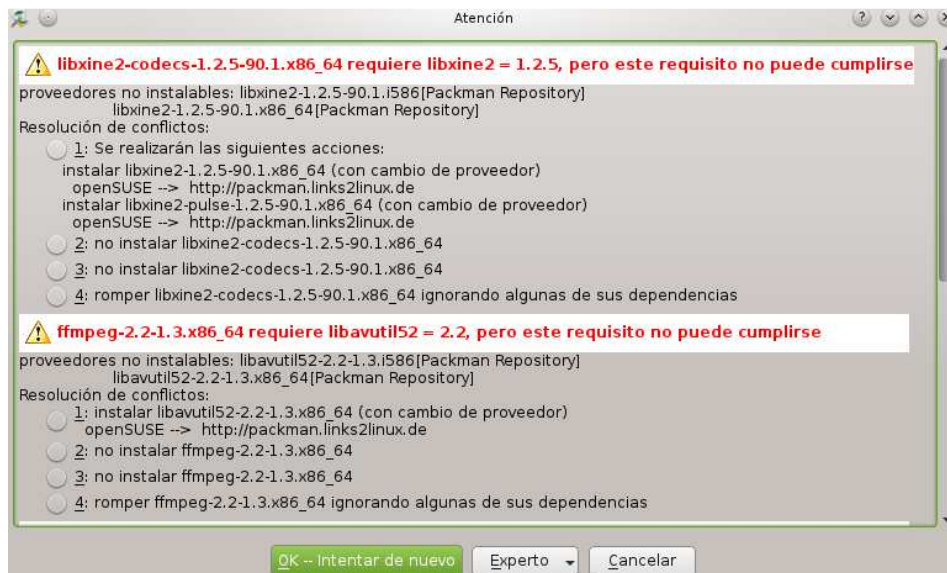 Atención
libxine2-codecs-1.2.5-90.1.x86_64 requiere libxine2 = 1.2.5, pero este requisito no puede cumplirse
proveedores no instalables: libxine2-1.2.5-90.1.i586[Packman Repository]
libxine2-1.2.5-90.1.x86_64[Packman Repository]
Resolución de conflictos:
1: Se realizarán las siguientes acciones:
instalar libxine2-1.2.5-90.1.x86_64 (con cambio de proveedor)
openSUSE --> http://packman.links2linux.de
instalar libxine2-pulse-1.2.5-90.1.x86_64 (con cambio de proveedor)
openSUSE --> http://packman.links2linux.de
2: no instalar libxine2-codecs-1.2.5-90.1.x86_64
3: no instalar libxine2-codecs-1.2.5-90.1.x86_64
4: romper libxine2-codecs-1.2.5-90.1.x86_64 ignorando algunas de sus dependencias
ffmpeg-2.2-1.3.x86_64 requiere libavutil52 = 2.2, pero este requisito no puede cumplirse
proveedores no instalables: libavutil52-2.2-1.3.i586[Packman Repository]
libavutil52-2.2-1.3.x86_64[Packman Repository]
Resolución de conflictos:
1: instalar libavutil52-2.2-1.3.x86_64 (con cambio de proveedor)
openSUSE --> http://packman.links2linux.de
2: no instalar ffmpeg-2.2-1.3.x86_64
3: no instalar ffmpeg-2.2-1.3.x86_64
4: romper ffmpeg-2.2-1.3.x86_64 ignorando algunas de sus dependencias
OK -- Intentar de nuevo Experto Cancelar